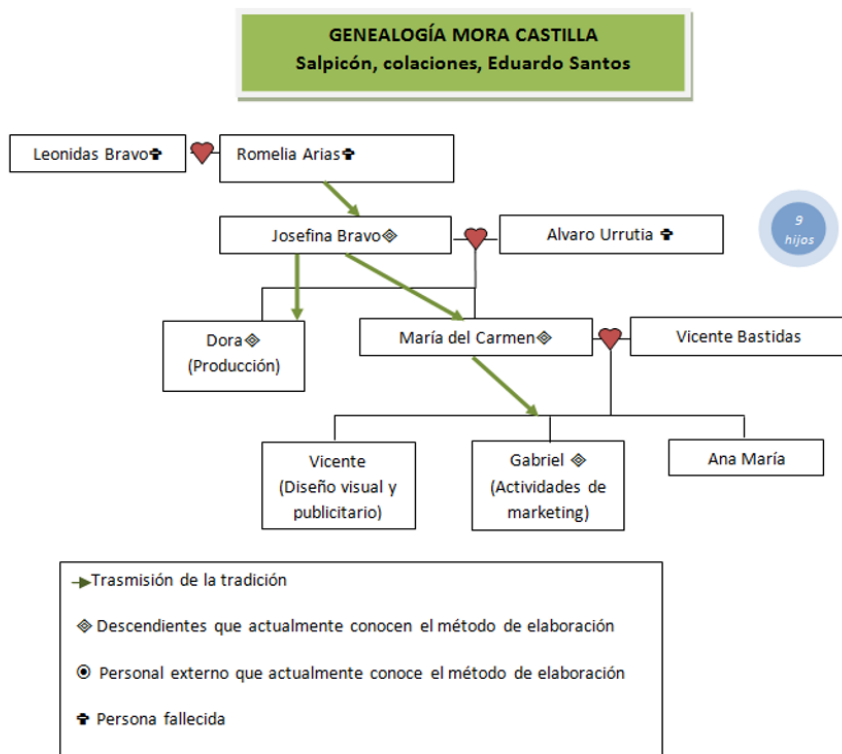 GENEALOGÍA MORA CASTILLA
Salpicón, colaciones, Eduardo Santos
Leonidas Bravo✞
Romelia Arias✞
Josefina Bravo
Alvaro Urrutia ✞
9
hijos
Dora
(Producción)
María del Carmen
Vicente Bastidas
Vicente
(Diseño visual y
publicitario)
Gabriel
(Actividades de
marketing)
Ana María
Trasmisión de la tradición
Descendientes que actualmente conocen el método de elaboración
Personal externo que actualmente conoce el método de elaboración
✞ Persona fallecida